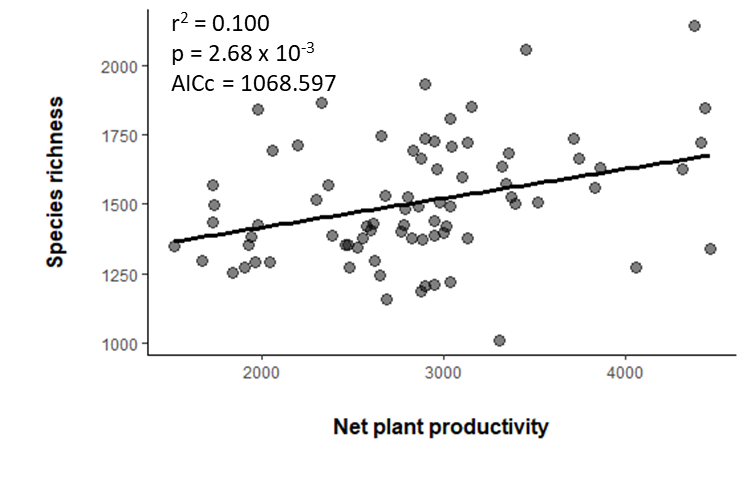 r² = 0.100
p = 2.68 x 10⁻³
AICc = 1068.597
Species richness
2000
1750
1500
1250
1000
2000 3000 4000
Net plant productivity